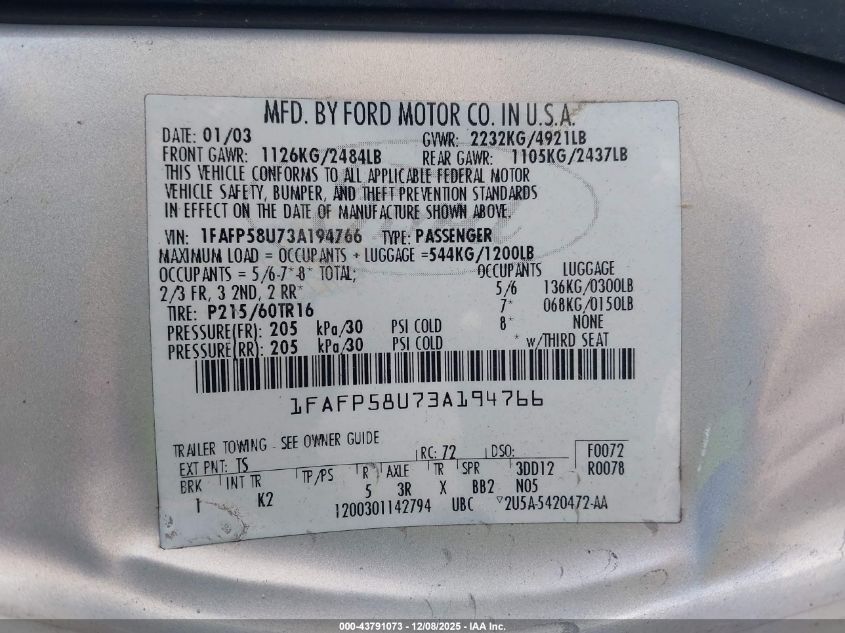 MFD. BY FORD MOTOR CO. IN U.S.A.
DATE: 01/03 GVWR: 2232KG/4921LB
FRONT GAWR: 1126KG/2484LB REAR GAWR: 1105KG/2437LB
THIS VEHICLE CONFORMS TO ALL APPLICABLE FEDERAL MOTOR
VEHICLE SAFETY, BUMPER, AND THEFT PREVENTION STANDARDS
IN EFFECT ON THE DATE OF MANUFACTURE SHOWN ABOVE.
VIN: 1FAFP58U73A194766 TYPE: PASSENGER
MAXIMUM LOAD = OCCUPANTS + LUGGAGE =544KG/1200LB
OCCUPANTS = 5/6-7*-8* TOTAL; OCCUPANTS LUGGAGE
2/3 FR, 3 2ND, 2 RR* 5/6 136KG/0300LB
7* 068KG/0150LB
TIRE: P215/60TR16 8* NONE
PRESSURE(FR): 205 kPa/30 PSI COLD
PRESSURE(RR): 205 kPa/30 PSI COLD * w/THIRD SEAT
1FAFP58U73A194766
TRAILER TOWING - SEE OWNER GUIDE
EXT PNT: TS RC: 72 DSO: F0072
R0078
BRK INT TR TP/PS R AXLE TR SPR 3DD12
1 K2 5 3R X BB2 N05
1200301142794 UBC 2U5A-5420472-AA
000-43791073 - 12/08/2025 - IAA Inc.